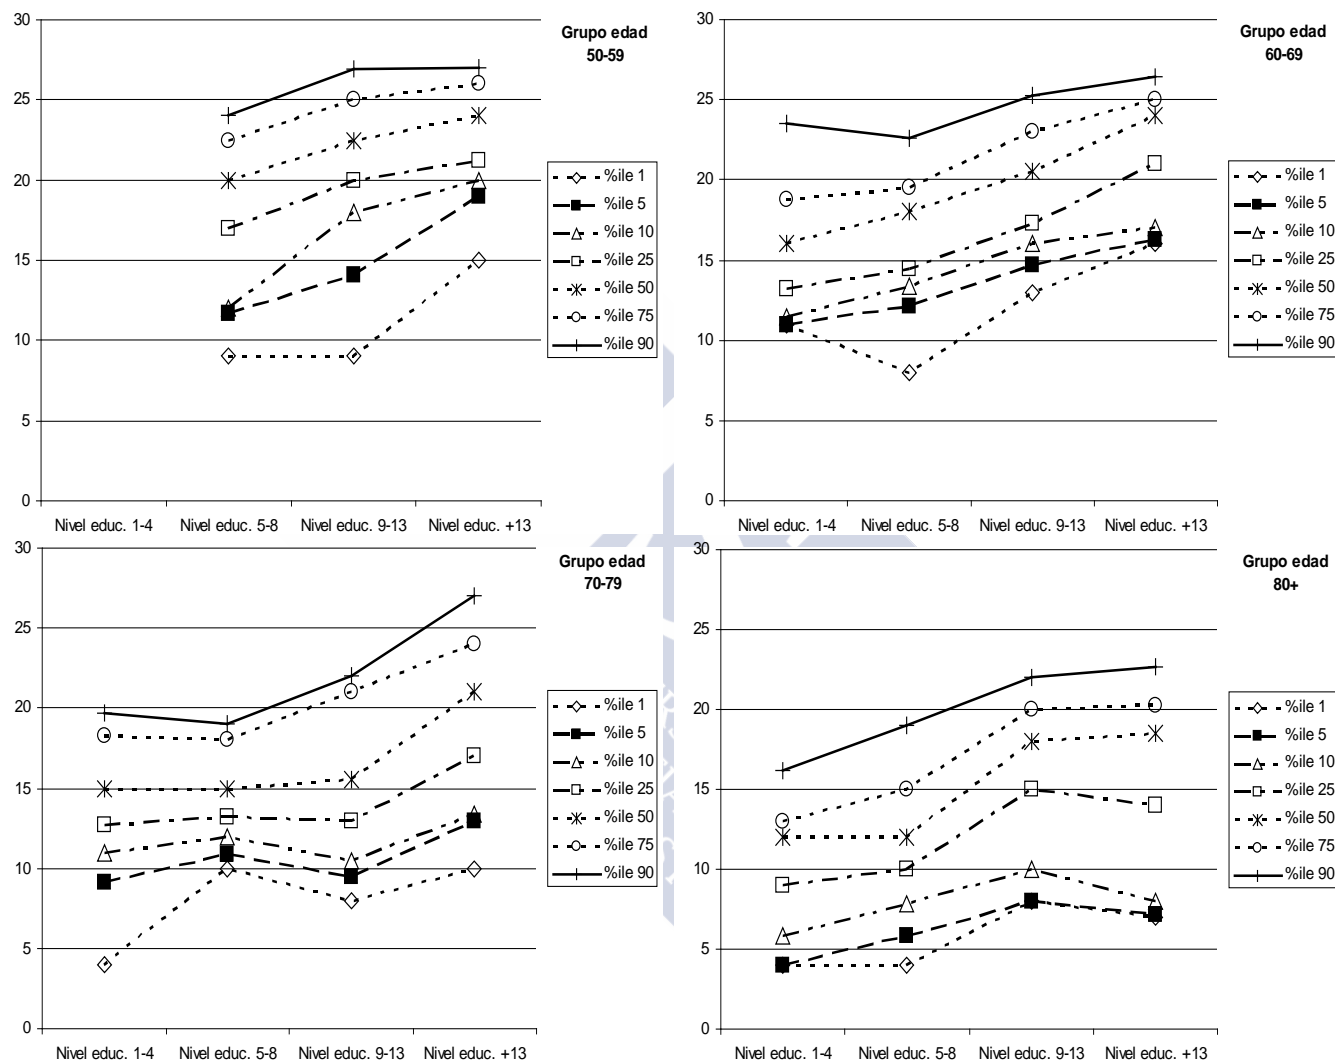 Grupo edad
50-59
30
25
20
15
10
5
0
Nivel educ. 1-4
Nivel educ. 5-8
Nivel educ. 9-13
Nivel educ. +13
%ile 1
%ile 5
%ile 10
%ile 25
%ile 50
%ile 75
%ile 90
Grupo edad
60-69
30
25
20
15
10
5
0
Nivel educ. 1-4
Nivel educ. 5-8
Nivel educ. 9-13
Nivel educ. +13
%ile 1
%ile 5
%ile 10
%ile 25
%ile 50
%ile 75
%ile 90
Grupo edad
70-79
30
25
20
15
10
5
0
Nivel educ. 1-4
Nivel educ. 5-8
Nivel educ. 9-13
Nivel educ. +13
%ile 1
%ile 5
%ile 10
%ile 25
%ile 50
%ile 75
%ile 90
Grupo edad
80+
30
25
20
15
10
5
0
Nivel educ. 1-4
Nivel educ. 5-8
Nivel educ. 9-13
Nivel educ. +13
%ile 1
%ile 5
%ile 10
%ile 25
%ile 50
%ile 75
%ile 90